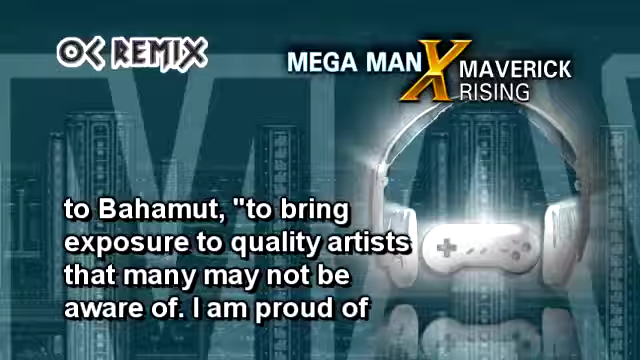 OC REMIX
MEGA MAN X MAVERICK
RISING
to Bahamut, "to bring
exposure to quality artists
that many may not be
aware of. I am proud of